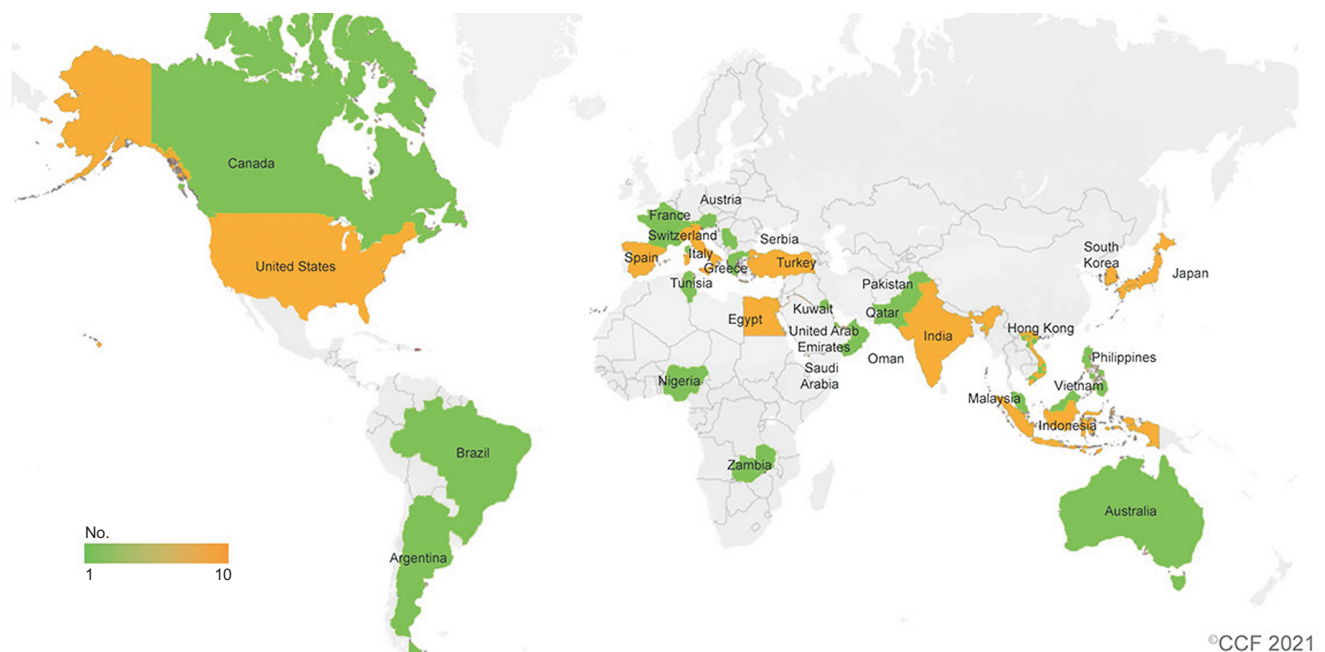 Canada
United States
Brazil
Argentina
Austria
France
Switzerland
Serbia
Spain
Italy
Greece
Turkey
Tunisia
Egypt
Kuwait
Pakistan
Qatar
United Arab
Emirates
Oman
Saudi
Arabia
Nigeria
Zambia
India
South
Korea
Japan
Hong Kong
Philippines
Vietnam
Malaysia
Indonesia
Australia
No.
1 10
©CCF 2021